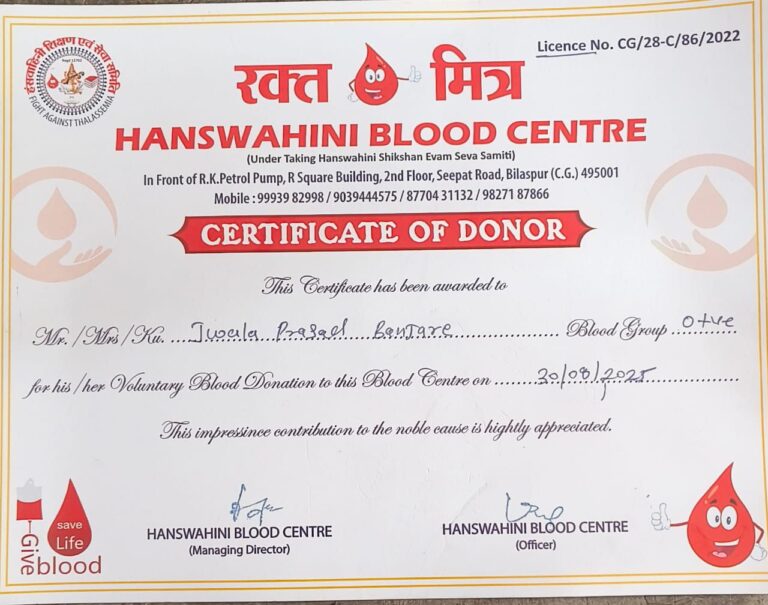 Licence No. CG/28-C/86/2022
हंसवाहिनी शिक्षण एवं सेवा समिति
FIGHT AGAINST THALASSEMIA
रक्त मित्र
HANSWAHINI BLOOD CENTRE
(Under Taking Hanswahini Shikshan Evam Seva Samiti)
In Front of R.K.Petrol Pump, R Square Building, 2nd Floor, Seepat Road, Bilaspur (C.G.) 495001
Mobile : 99939 82998 / 9039444575 / 87704 31132 / 98271 87866
CERTIFICATE OF DONOR
This Certificate has been awarded to
Mr. /Mrs /Ku. Jwala Prasad Banjare Blood Group O+ve
for his /her Voluntary Blood Donation to this Blood Centre on 30/08/2025
This impressince contribution to the noble cause is hightly appreciated.
HANSWAHINI BLOOD CENTRE
(Managing Director)
HANSWAHINI BLOOD CENTRE
(Officer)
save
Life
Give
blood